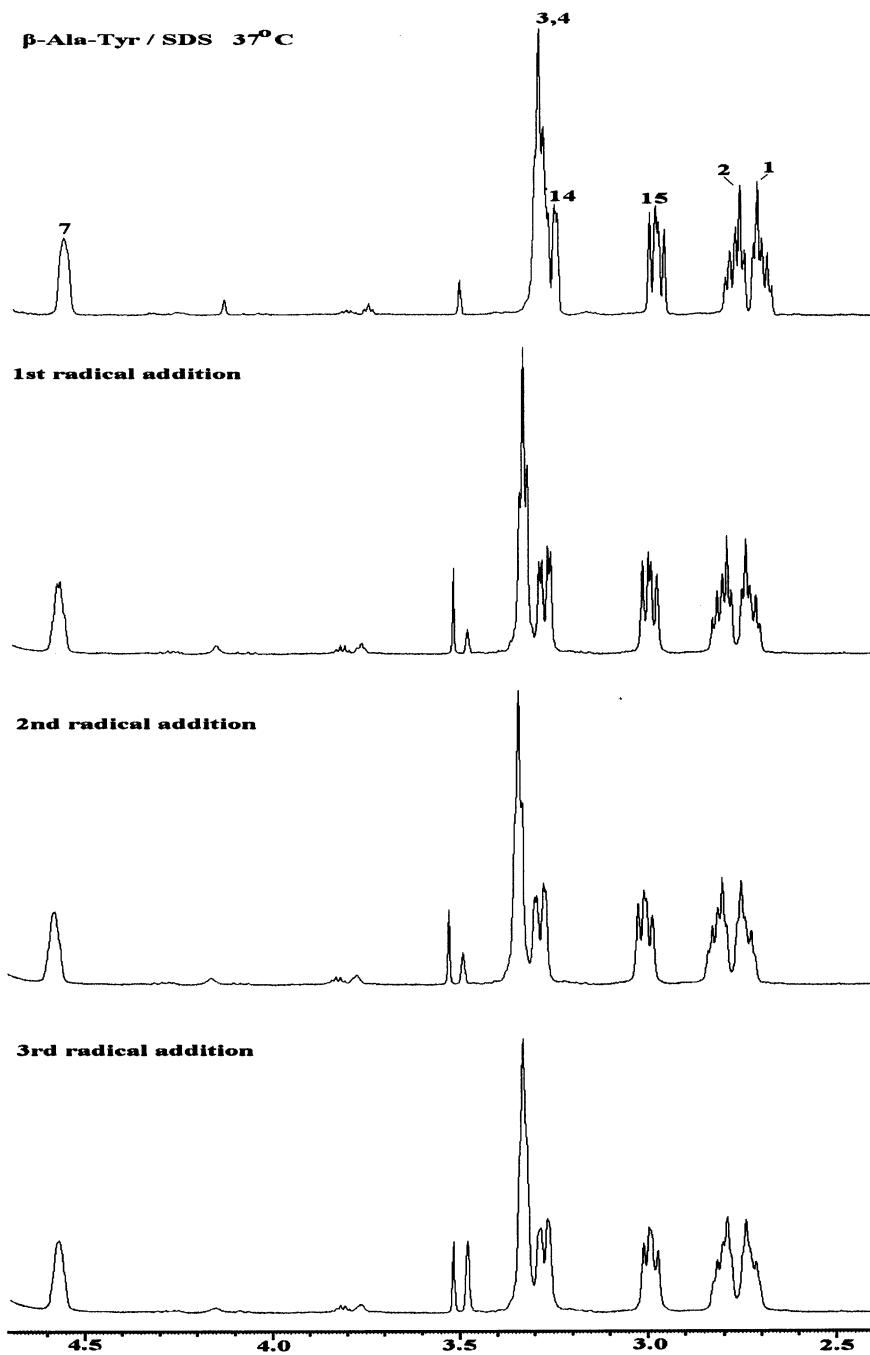 3,4
β-Ala-Tyr / SDS 37°C
2
1
14
15
7
1st radical addition
2nd radical addition
3rd radical addition
4.5 4.0 3.5 3.0 2.5